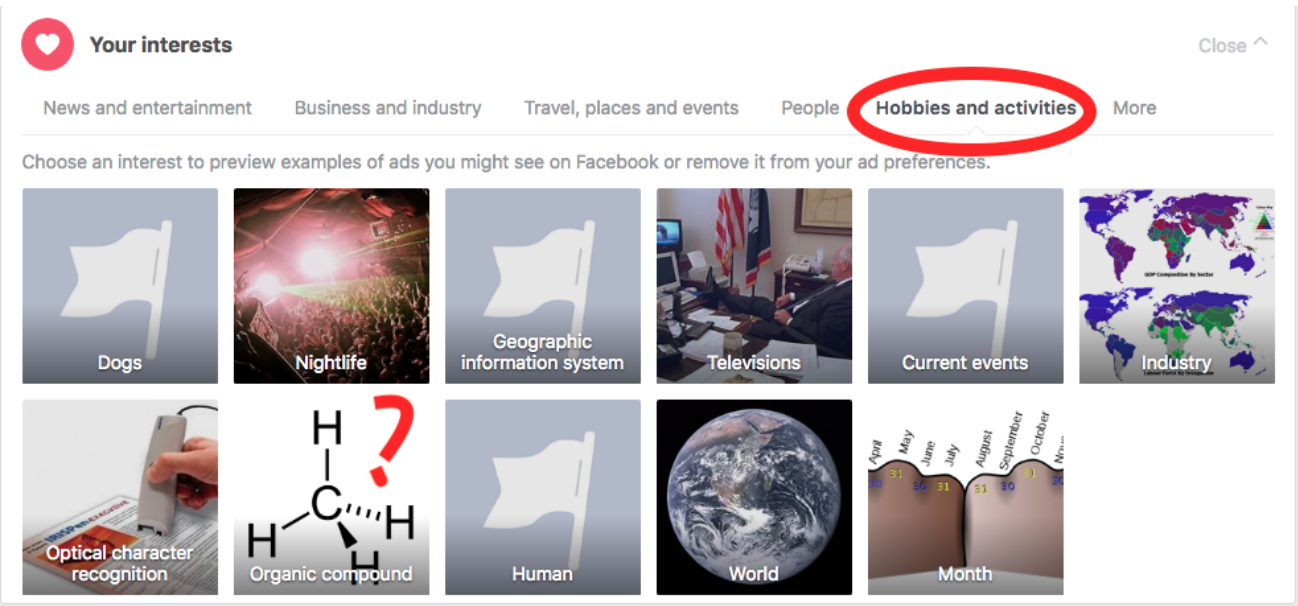 Your interests
Close
News and entertainment Business and industry Travel, places and events People Hobbies and activities More
Choose an interest to preview examples of ads you might see on Facebook or remove it from your ad preferences.
Dogs
Nightlife
Geographic
information system
Televisions
Current events
GDP Composition By Sector
Industry
IRISPen EXECUTIVE
Optical character
recognition
?
H
H C H
H
Organic compound
Human
World
April May June July August September October
31 30 31 31 30 31 30
Month